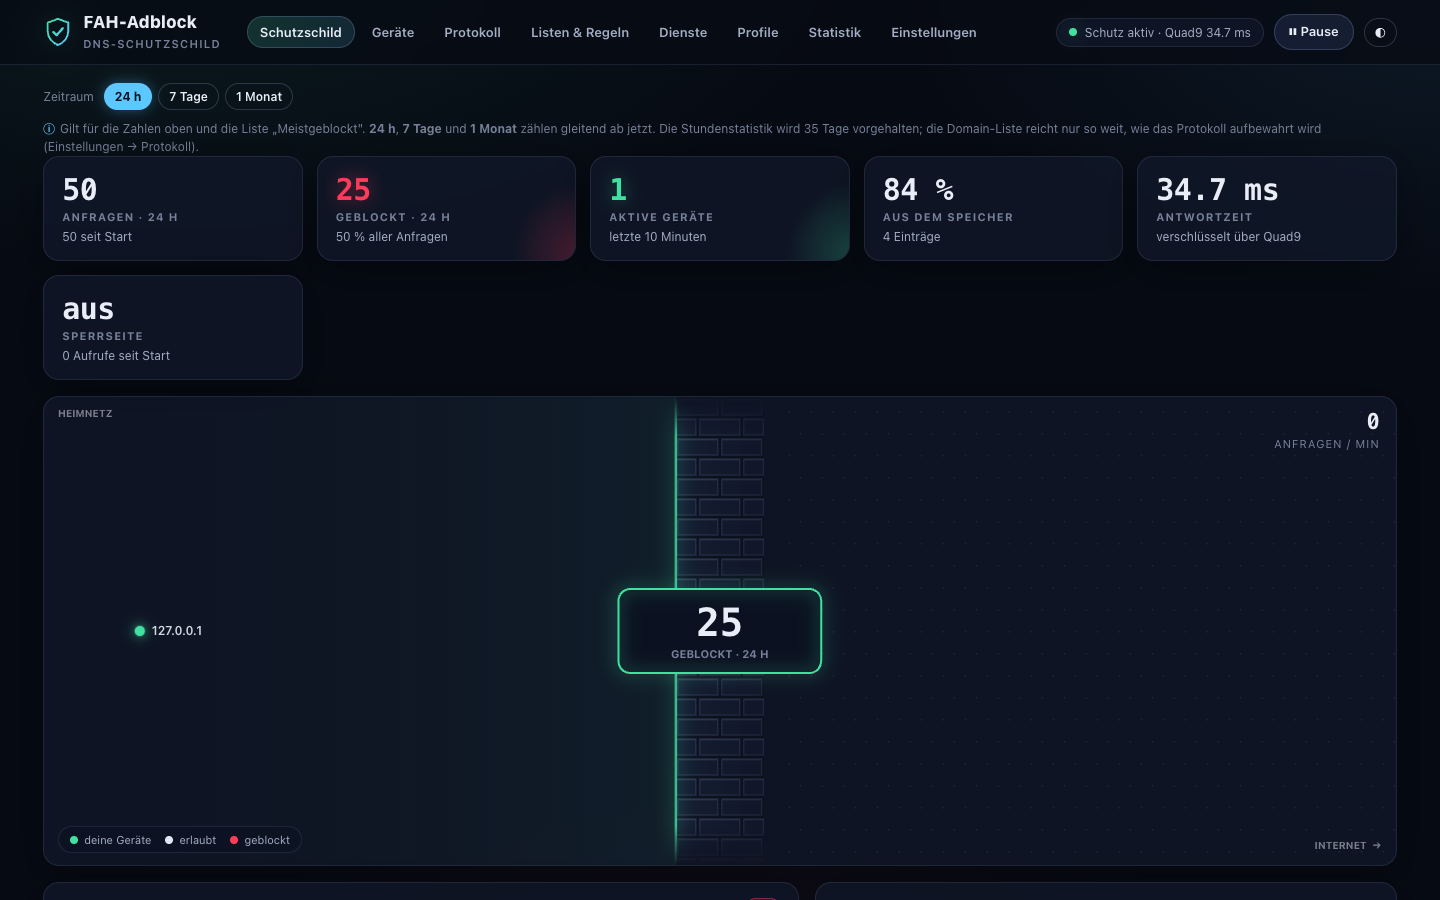 FAH-Adblock
DNS-SCHUTZSCHILD
Schutzschild
Geräte
Protokoll
Listen & Regeln
Dienste
Profile
Statistik
Einstellungen
Schutz aktiv · Quad9 34.7 ms
Pause
Zeitraum
24 h
7 Tage
1 Monat
Gilt für die Zahlen oben und die Liste „Meistgeblockt". 24 h, 7 Tage und 1 Monat zählen gleitend ab jetzt. Die Stundenstatistik wird 35 Tage vorgehalten; die Domain-Liste reicht nur so weit, wie das Protokoll aufbewahrt wird
(Einstellungen → Protokoll).
50
ANFRAGEN · 24 H
50 seit Start
25
GEBLOCKT · 24 H
50 % aller Anfragen
1
AKTIVE GERÄTE
letzte 10 Minuten
84 %
AUS DEM SPEICHER
4 Einträge
34.7 ms
ANTWORTZEIT
verschlüsselt über Quad9
aus
SPERRSEITE
0 Aufrufe seit Start
HEIMNETZ
0
ANFRAGEN / MIN
127.0.0.1
25
GEBLOCKT · 24 H
deine Geräte
erlaubt
geblockt
INTERNET →